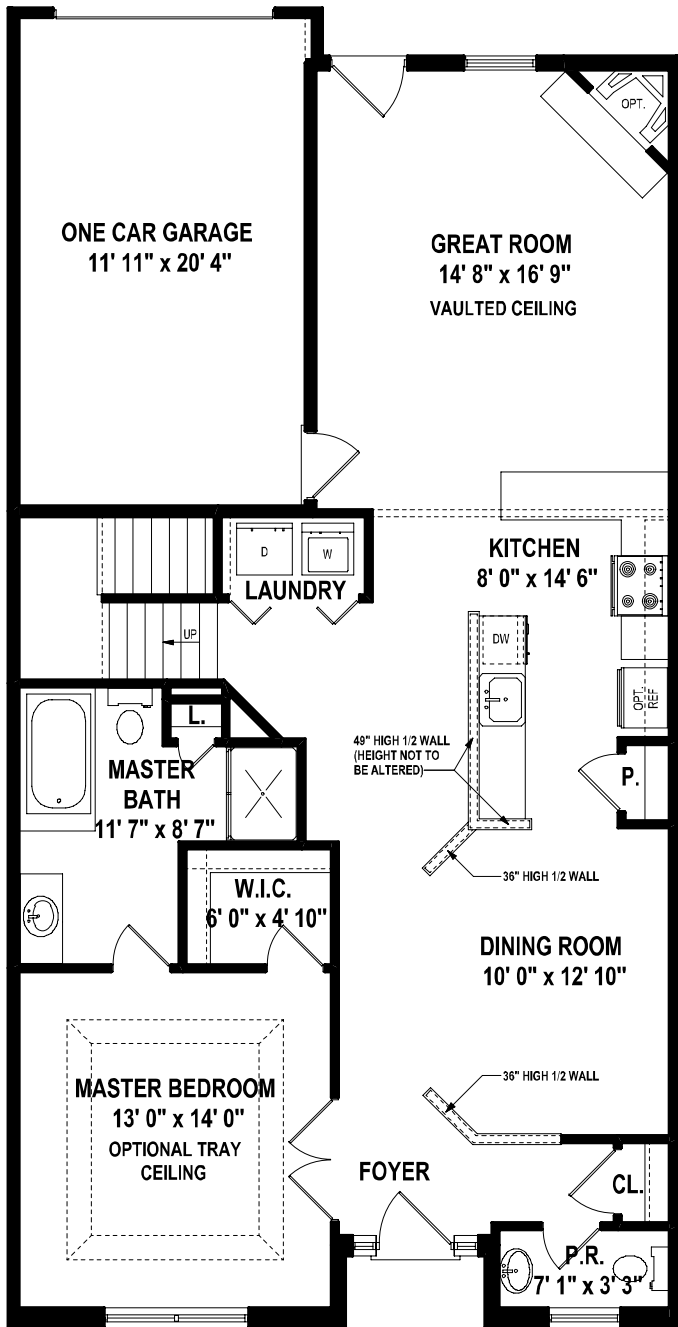 OPT.
ONE CAR GARAGE
11' 11" x 20' 4"
GREAT ROOM
14' 8" x 16' 9"
VAULTED CEILING
D
W
LAUNDRY
KITCHEN
8' 0" x 14' 6"
UP
DW
OPT.
REF
L.
49" HIGH 1/2 WALL
(HEIGHT NOT TO
BE ALTERED)
P.
MASTER
BATH
11' 7" x 8' 7"
36" HIGH 1/2 WALL
W.I.C.
6' 0" x 4' 10"
DINING ROOM
10' 0" x 12' 10"
36" HIGH 1/2 WALL
MASTER BEDROOM
13' 0" x 14' 0"
OPTIONAL TRAY
CEILING
FOYER
CL.
P.R.
7' 1" x 3' 3"